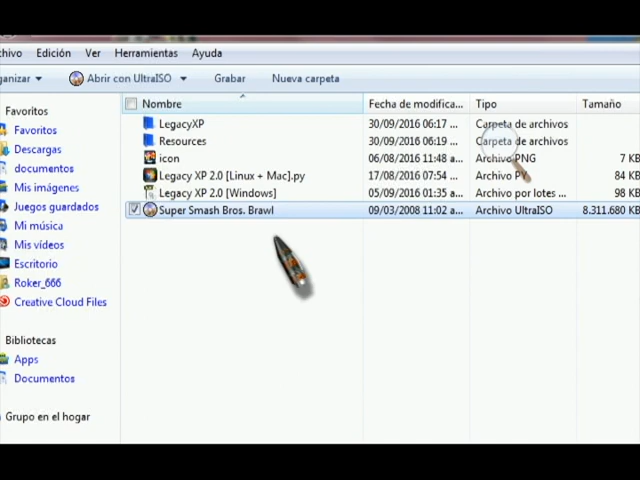 chivo Edición Ver Herramientas Ayuda
ganizar Abrir con UltraISO Grabar Nueva carpeta
Favoritos
Favoritos
Descargas
documentos
Mis imágenes
Juegos guardados
Mi música
Mis vídeos
Escritorio
Roker_666
Creative Cloud Files
Bibliotecas
Apps
Documentos
Grupo en el hogar
Nombre Fecha de modifica... Tipo Tamaño
LegacyXP 30/09/2016 06:17 ... Carpeta de archivos
Resources 30/09/2016 06:19 ... Carpeta de archivos
icon 06/08/2016 11:48 a... Archivo PNG 7 KB
Legacy XP 2.0 [Linux + Mac].py 17/08/2016 07:54 ... Archivo PY 84 KB
Legacy XP 2.0 [Windows] 05/09/2016 01:35 a... Archivo por lotes ... 98 KB
Super Smash Bros. Brawl 09/03/2008 11:02 a... Archivo UltraISO 8.311.680 KB